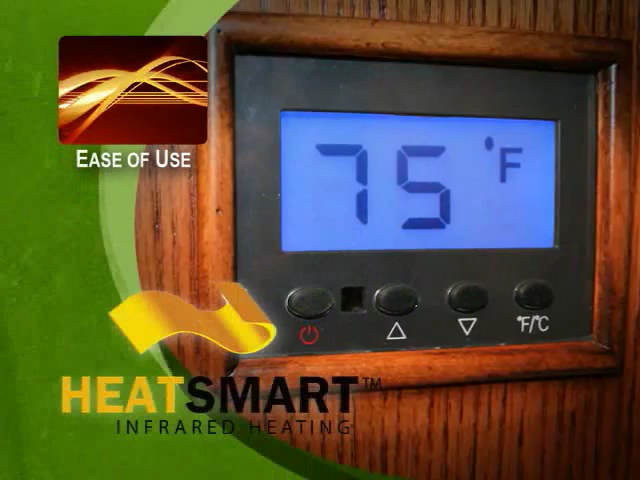 EASE OF USE
75 °F
°F/°C
HEATSMART™
INFRARED HEATING